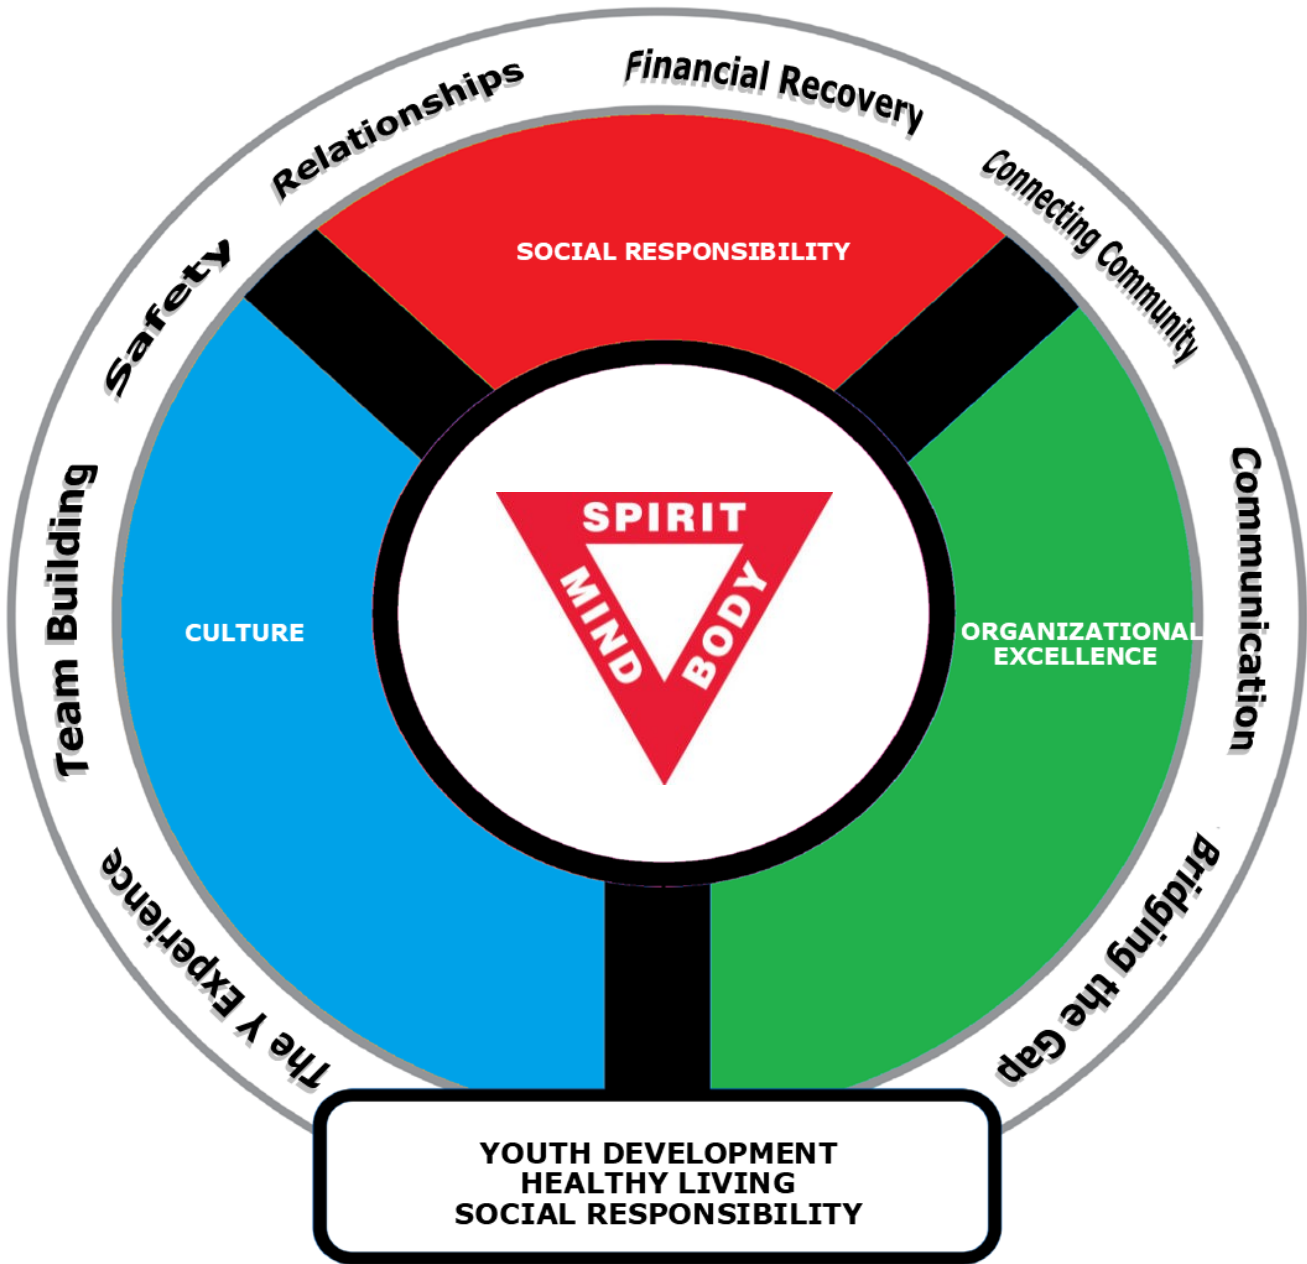 Financial Recovery
Relationships
Connecting Community
Safety
SOCIAL RESPONSIBILITY
Communication
Team Building
SPIRIT
MIND
BODY
CULTURE
ORGANIZATIONAL
EXCELLENCE
Bridging the Gap
The Y Experience
YOUTH DEVELOPMENT
HEALTHY LIVING
SOCIAL RESPONSIBILITY